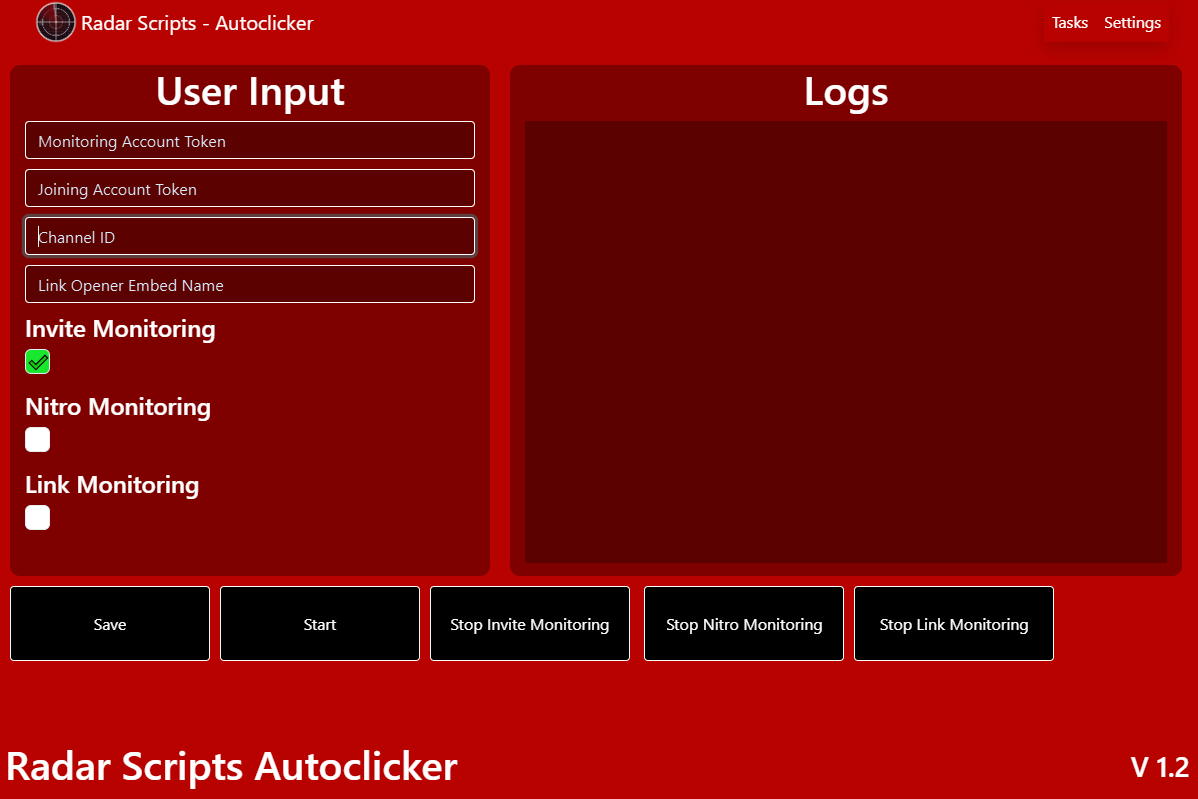 Radar Scripts - Autoclicker
Tasks Settings
User Input
Monitoring Account Token
Joining Account Token
Channel ID
Link Opener Embed Name
Invite Monitoring
Nitro Monitoring
Link Monitoring
Logs
Save
Start
Stop Invite Monitoring
Stop Nitro Monitoring
Stop Link Monitoring
Radar Scripts Autoclicker
V 1.2